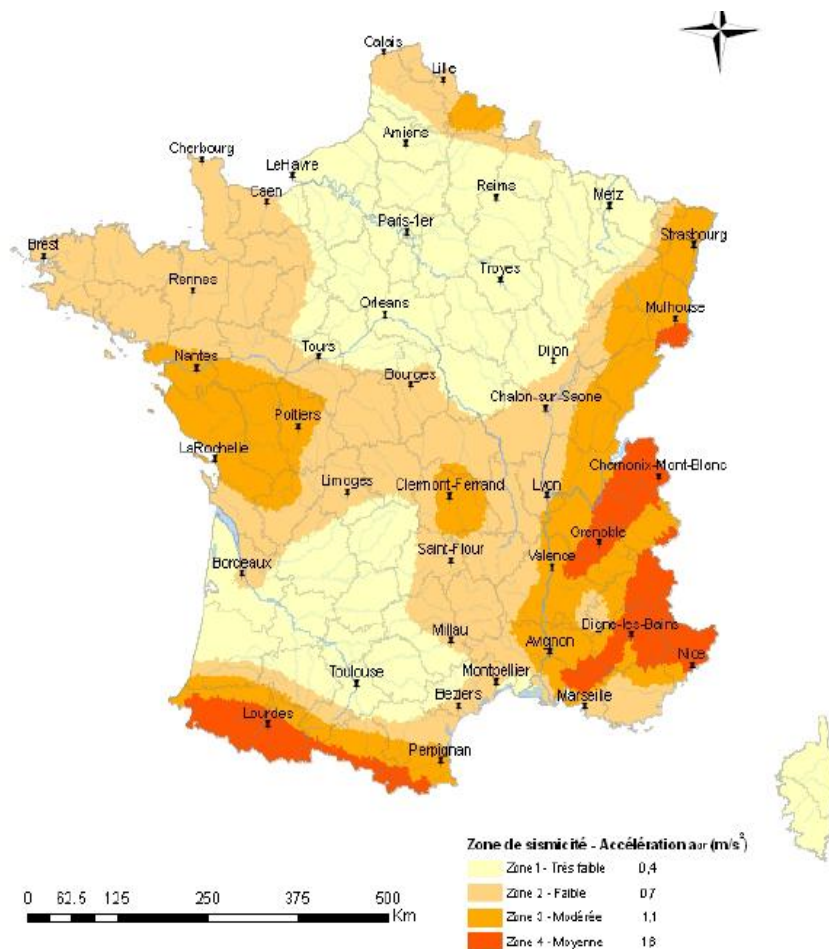 Calais
Lille
Amiens
Cherbourg
LeHavre
Caen
Reims
Metz
Paris-1er
Strasbourg
Brest
Rennes
Troyes
Orleans
Mulhouse
Tours
Dijon
Nantes
Bourges
Chalon-sur-Saone
Poitiers
LaRochelle
Limoges
Clermont-Ferrand
Lyon
Chamonix-Mont-Blanc
Grenoble
Saint-Flour
Valence
Bordeaux
Millau
Digne-les-Bains
Avignon
Nice
Toulouse
Montpellier
Beziers
Marseille
Lourdes
Perpignan
Zone de sismicité - Accélération agr (m/s²)
Zone 1 - Très faible 0,4
Zone 2 - Faible 0,7
Zone 3 - Modérée 1,1
Zone 4 - Moyenne 1,6
0 62.5 125 250 375 500
Km